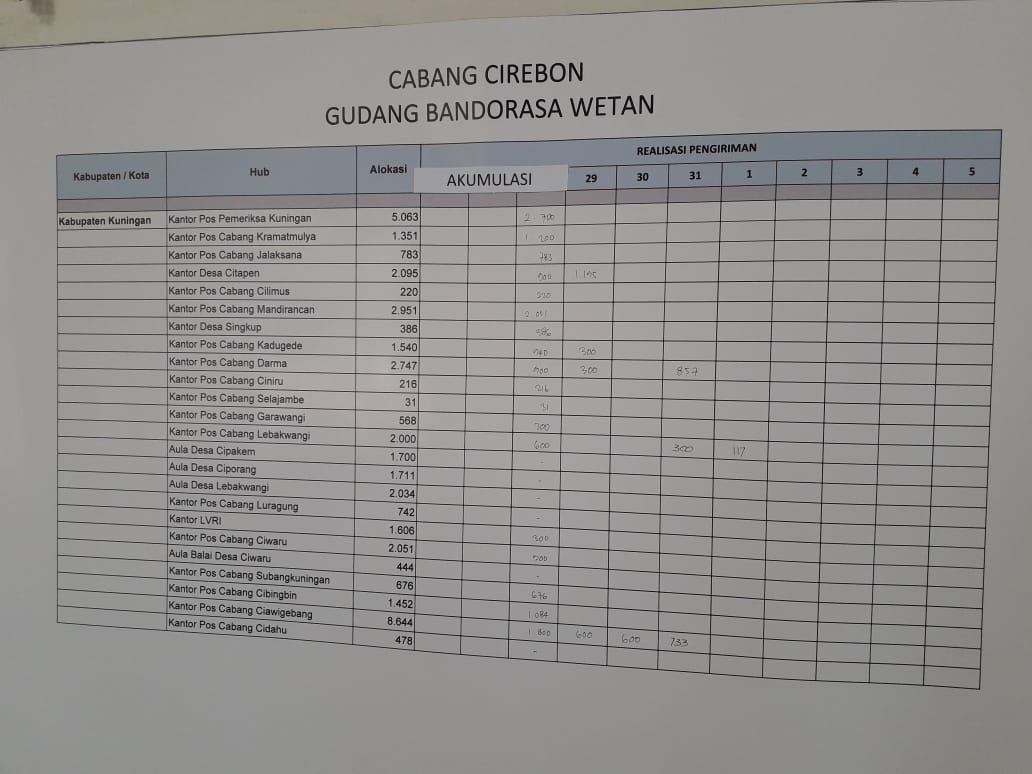 CABANG CIREBON
GUDANG BANDORASA WETAN
Kabupaten / Kota Hub Alokasi REALISASI PENGIRIMAN
AKUMULASI 29 30 31 1 2 3 4 5
Kabupaten Kuningan Kantor Pos Pemeriksa Kuningan 5.063 2.700
Kantor Pos Cabang Kramatmulya 1.351 1.200
Kantor Pos Cabang Jalaksana 783 783
Kantor Desa Citapen 2.095 900 1.195
Kantor Pos Cabang Cilimus 220 220
Kantor Pos Cabang Mandirancan 2.951 2.051
Kantor Desa Singkup 386 386
Kantor Pos Cabang Kadugede 1.540 300
Kantor Pos Cabang Darma 2.747 300 857
Kantor Pos Cabang Ciniru 216 216
Kantor Pos Cabang Selajambe 31 31
Kantor Pos Cabang Garawangi 568
Kantor Pos Cabang Lebakwangi 2.000 600 300 117
Aula Desa Cipakem 1.700 -
Aula Desa Ciporang 1.711 -
Aula Desa Lebakwangi 2.034 -
Kantor Pos Cabang Luragung 742 -
Kantor LVRI 1.606 300
Kantor Pos Cabang Ciwaru 2.051
Aula Balai Desa Ciwaru 444 -
Kantor Pos Cabang Subangkuningan 676 676
Kantor Pos Cabang Cibingbin 1.452 1.084
Kantor Pos Cabang Ciawigebang 8.644 1.800 600 600 733
Kantor Pos Cabang Cidahu 478 -